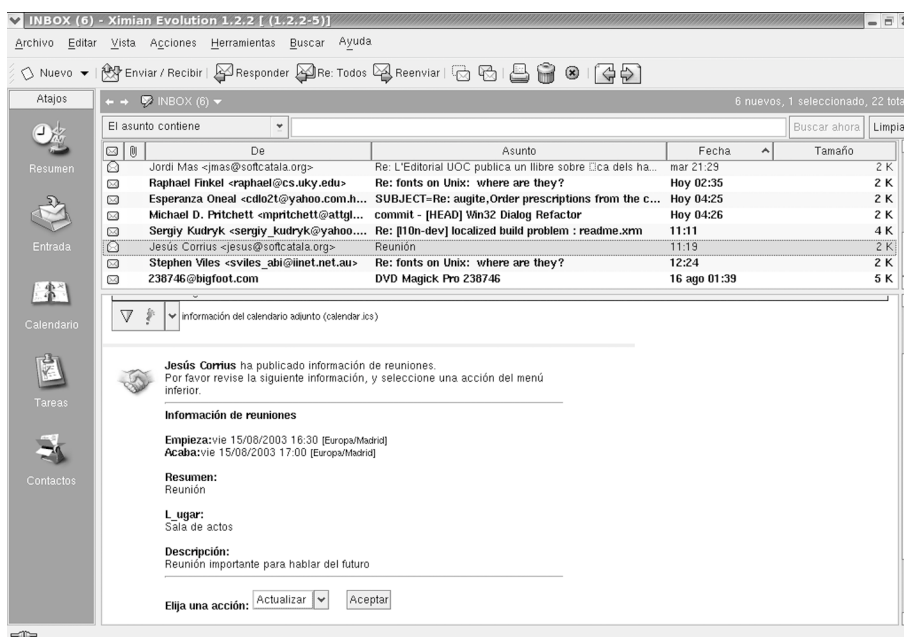 INBOX (6) - Ximian Evolution 1.2.2 [ (1.2.2-5)]
Archivo Editar Vista Acciones Herramientas Buscar Ayuda
Nuevo Enviar / Recibir Responder Re: Todos Reenviar
Atajos INBOX (6) 6 nuevos, 1 seleccionado, 22 tota
El asunto contiene Buscar ahora Limpia
De Asunto Fecha Tamaño
Jordi Mas <jmas@softcatala.org> Re: L'Editorial UOC publica un llibre sobre □ca dels ha... mar 21:29 2 K
Raphael Finkel <raphael@cs.uky.edu> Re: fonts on Unix: where are they? Hoy 02:35 2 K
Esperanza Oneal <cdlo2t@yahoo.com.h... SUBJECT=Re: augite,Order prescriptions from the c... Hoy 04:25 2 K
Michael D. Pritchett <mpritchett@attgl... commit - [HEAD] Win32 Dialog Refactor Hoy 04:26 2 K
Sergiy Kudryk <sergiy_kudryk@yahoo.... Re: [l10n-dev] localized build problem : readme.xrm 11:11 4 K
Jesús Corrius <jesus@softcatala.org> Reunión 11:19 2 K
Stephen Viles <sviles_abi@iinet.net.au> Re: fonts on Unix: where are they? 12:24 2 K
238746@bigfoot.com DVD Magick Pro 238746 16 ago 01:39 5 K
Resumen
Entrada
Calendario
Tareas
Contactos
información del calendario adjunto (calendar.ics)
Jesús Corrius ha publicado información de reuniones.
Por favor revise la siguiente información, y seleccione una acción del menú
inferior.
Información de reuniones
Empieza:vie 15/08/2003 16:30 [Europa/Madrid]
Acaba:vie 15/08/2003 17:00 [Europa/Madrid]
Resumen:
Reunión
L_ugar:
Sala de actos
Descripción:
Reunión importante para hablar del futuro
Elija una acción: Actualizar Aceptar